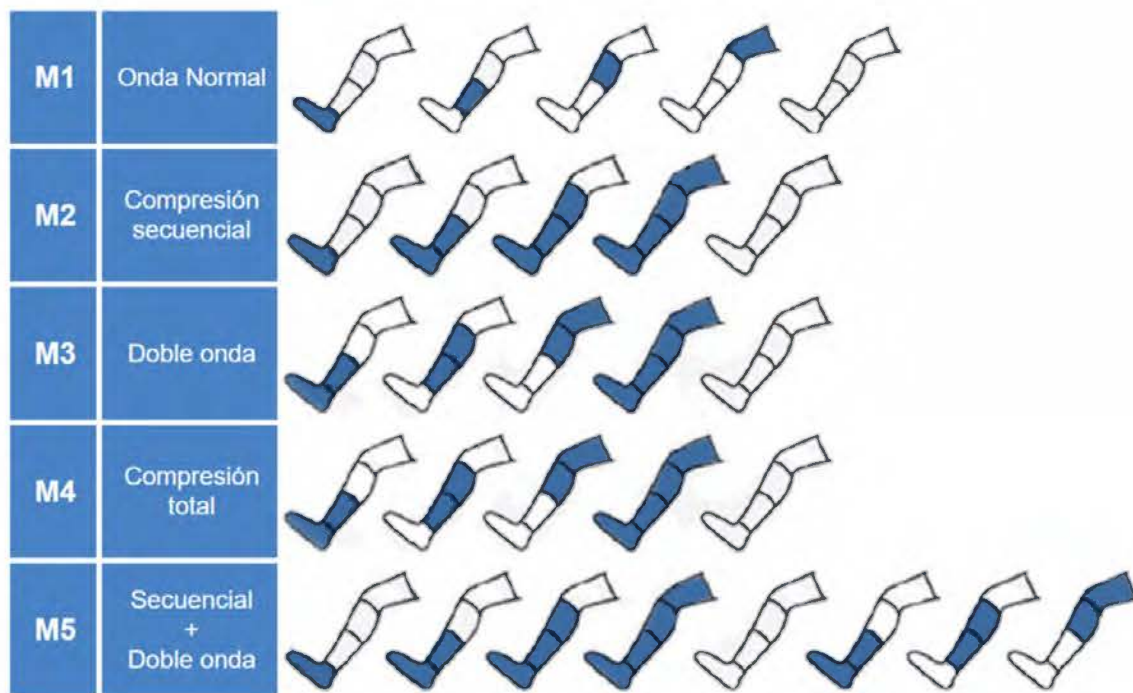 M1
Onda Normal
M2
Compresión
secuencial
M3
Doble onda
M4
Compresión
total
M5
Secuencial
+
Doble onda